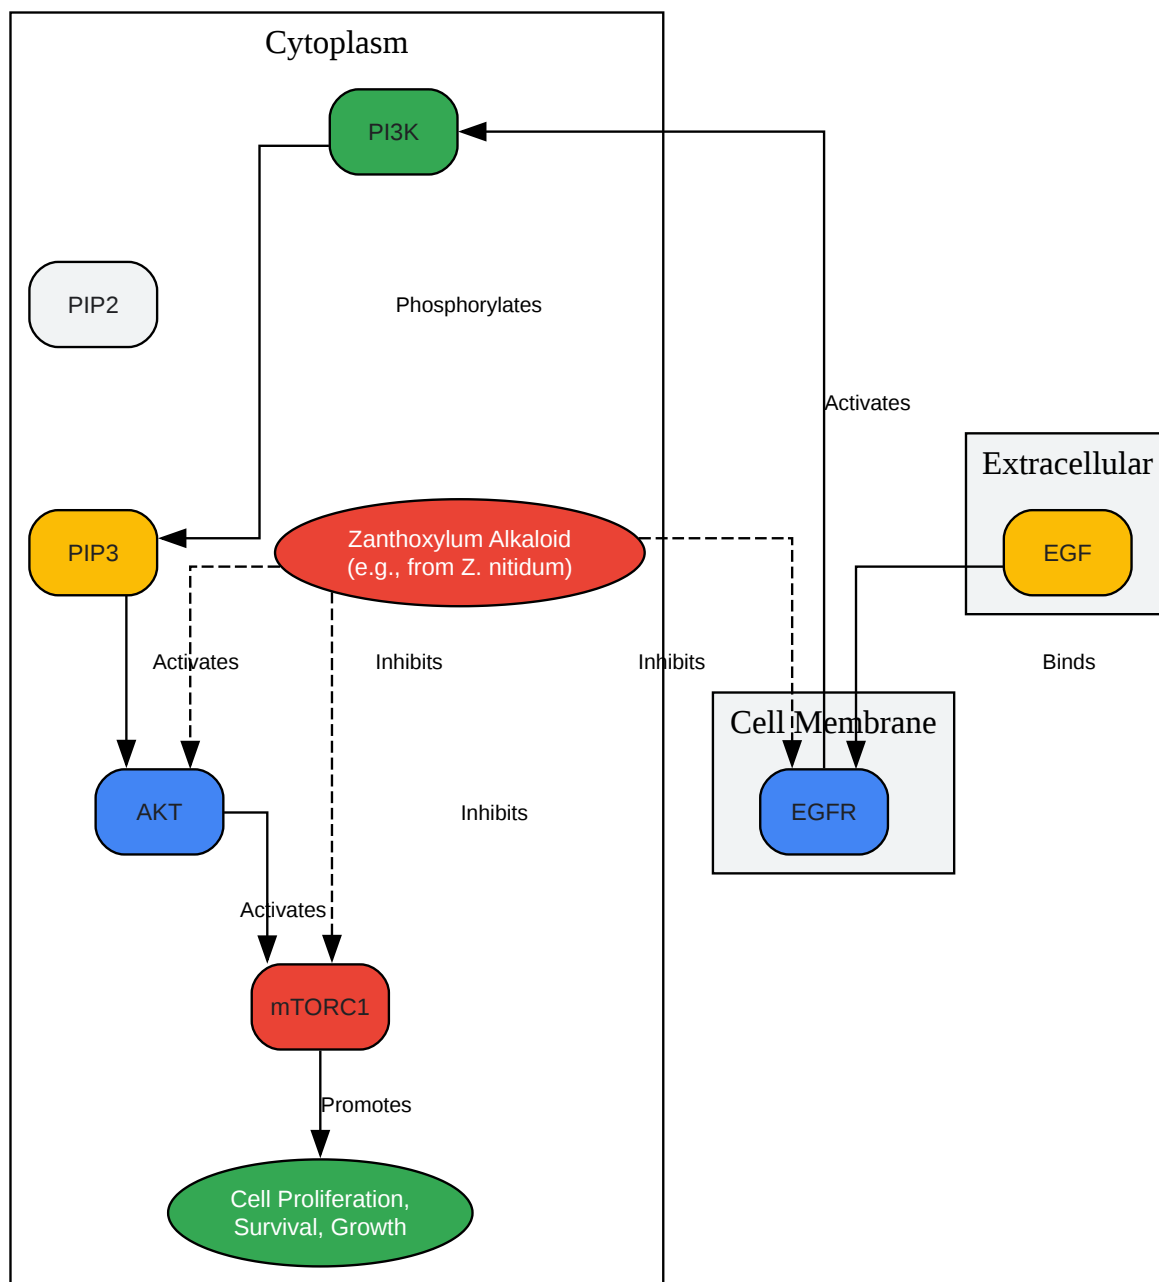 Cytoplasm
PI3K
PIP2
Phosphorylates
Activates
Extracellular
PIP3
Zanthoxylum Alkaloid
(e.g., from Z. nitidum)
EGF
Activates
Inhibits
Inhibits
Binds
Cell Membrane
AKT
Inhibits
EGFR
Activates
mTORC1
Promotes
Cell Proliferation,
Survival, Growth